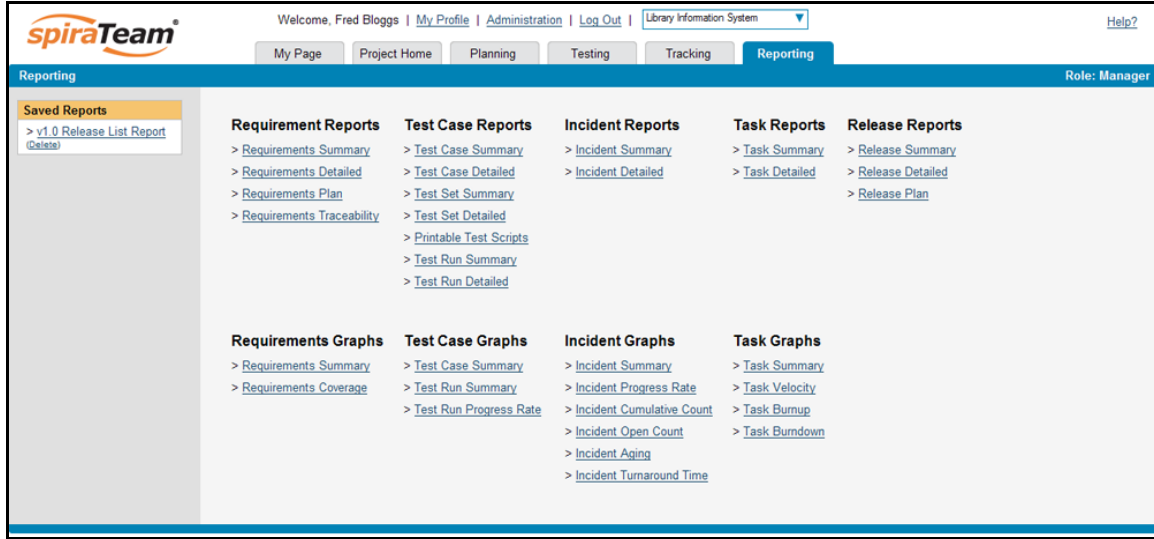 spiraTeam®
Welcome, Fred Bloggs | My Profile | Administration | Log Out | Library Information System
Help?
My Page
Project Home
Planning
Testing
Tracking
Reporting
Reporting
Role: Manager
Saved Reports
> v1.0 Release List Report
(Delete)
Requirement Reports
> Requirements Summary
> Requirements Detailed
> Requirements Plan
> Requirements Traceability
Test Case Reports
> Test Case Summary
> Test Case Detailed
> Test Set Summary
> Test Set Detailed
> Printable Test Scripts
> Test Run Summary
> Test Run Detailed
Incident Reports
> Incident Summary
> Incident Detailed
Task Reports
> Task Summary
> Task Detailed
Release Reports
> Release Summary
> Release Detailed
> Release Plan
Requirements Graphs
> Requirements Summary
> Requirements Coverage
Test Case Graphs
> Test Case Summary
> Test Run Summary
> Test Run Progress Rate
Incident Graphs
> Incident Summary
> Incident Progress Rate
> Incident Cumulative Count
> Incident Open Count
> Incident Aging
> Incident Turnaround Time
Task Graphs
> Task Summary
> Task Velocity
> Task Burnup
> Task Burndown